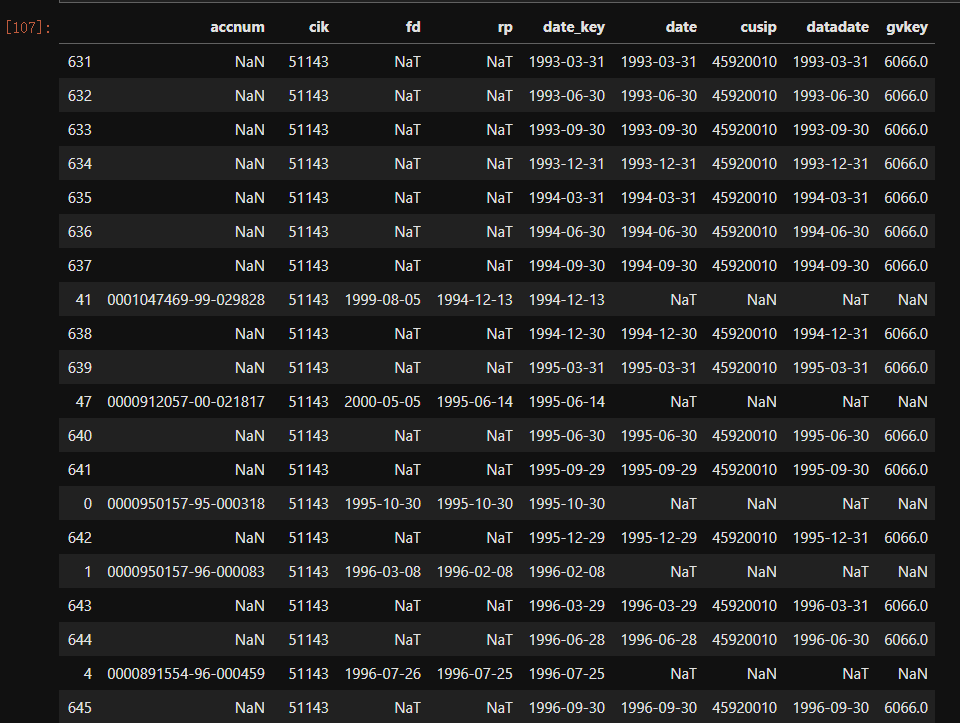 [107]:
accnum cik fd rp date_key date cusip datadate gvkey
631 NaN 51143 NaT NaT 1993-03-31 1993-03-31 45920010 1993-03-31 6066.0
632 NaN 51143 NaT NaT 1993-06-30 1993-06-30 45920010 1993-06-30 6066.0
633 NaN 51143 NaT NaT 1993-09-30 1993-09-30 45920010 1993-09-30 6066.0
634 NaN 51143 NaT NaT 1993-12-31 1993-12-31 45920010 1993-12-31 6066.0
635 NaN 51143 NaT NaT 1994-03-31 1994-03-31 45920010 1994-03-31 6066.0
636 NaN 51143 NaT NaT 1994-06-30 1994-06-30 45920010 1994-06-30 6066.0
637 NaN 51143 NaT NaT 1994-09-30 1994-09-30 45920010 1994-09-30 6066.0
41 0001047469-99-029828 51143 1999-08-05 1994-12-13 1994-12-13 NaT NaN NaT NaN
638 NaN 51143 NaT NaT 1994-12-30 1994-12-30 45920010 1994-12-31 6066.0
639 NaN 51143 NaT NaT 1995-03-31 1995-03-31 45920010 1995-03-31 6066.0
47 0000912057-00-021817 51143 2000-05-05 1995-06-14 1995-06-14 NaT NaN NaT NaN
640 NaN 51143 NaT NaT 1995-06-30 1995-06-30 45920010 1995-06-30 6066.0
641 NaN 51143 NaT NaT 1995-09-29 1995-09-29 45920010 1995-09-30 6066.0
0 0000950157-95-000318 51143 1995-10-30 1995-10-30 1995-10-30 NaT NaN NaT NaN
642 NaN 51143 NaT NaT 1995-12-29 1995-12-29 45920010 1995-12-31 6066.0
1 0000950157-96-000083 51143 1996-03-08 1996-02-08 1996-02-08 NaT NaN NaT NaN
643 NaN 51143 NaT NaT 1996-03-29 1996-03-29 45920010 1996-03-31 6066.0
644 NaN 51143 NaT NaT 1996-06-28 1996-06-28 45920010 1996-06-30 6066.0
4 0000891554-96-000459 51143 1996-07-26 1996-07-25 1996-07-25 NaT NaN NaT NaN
645 NaN 51143 NaT NaT 1996-09-30 1996-09-30 45920010 1996-09-30 6066.0